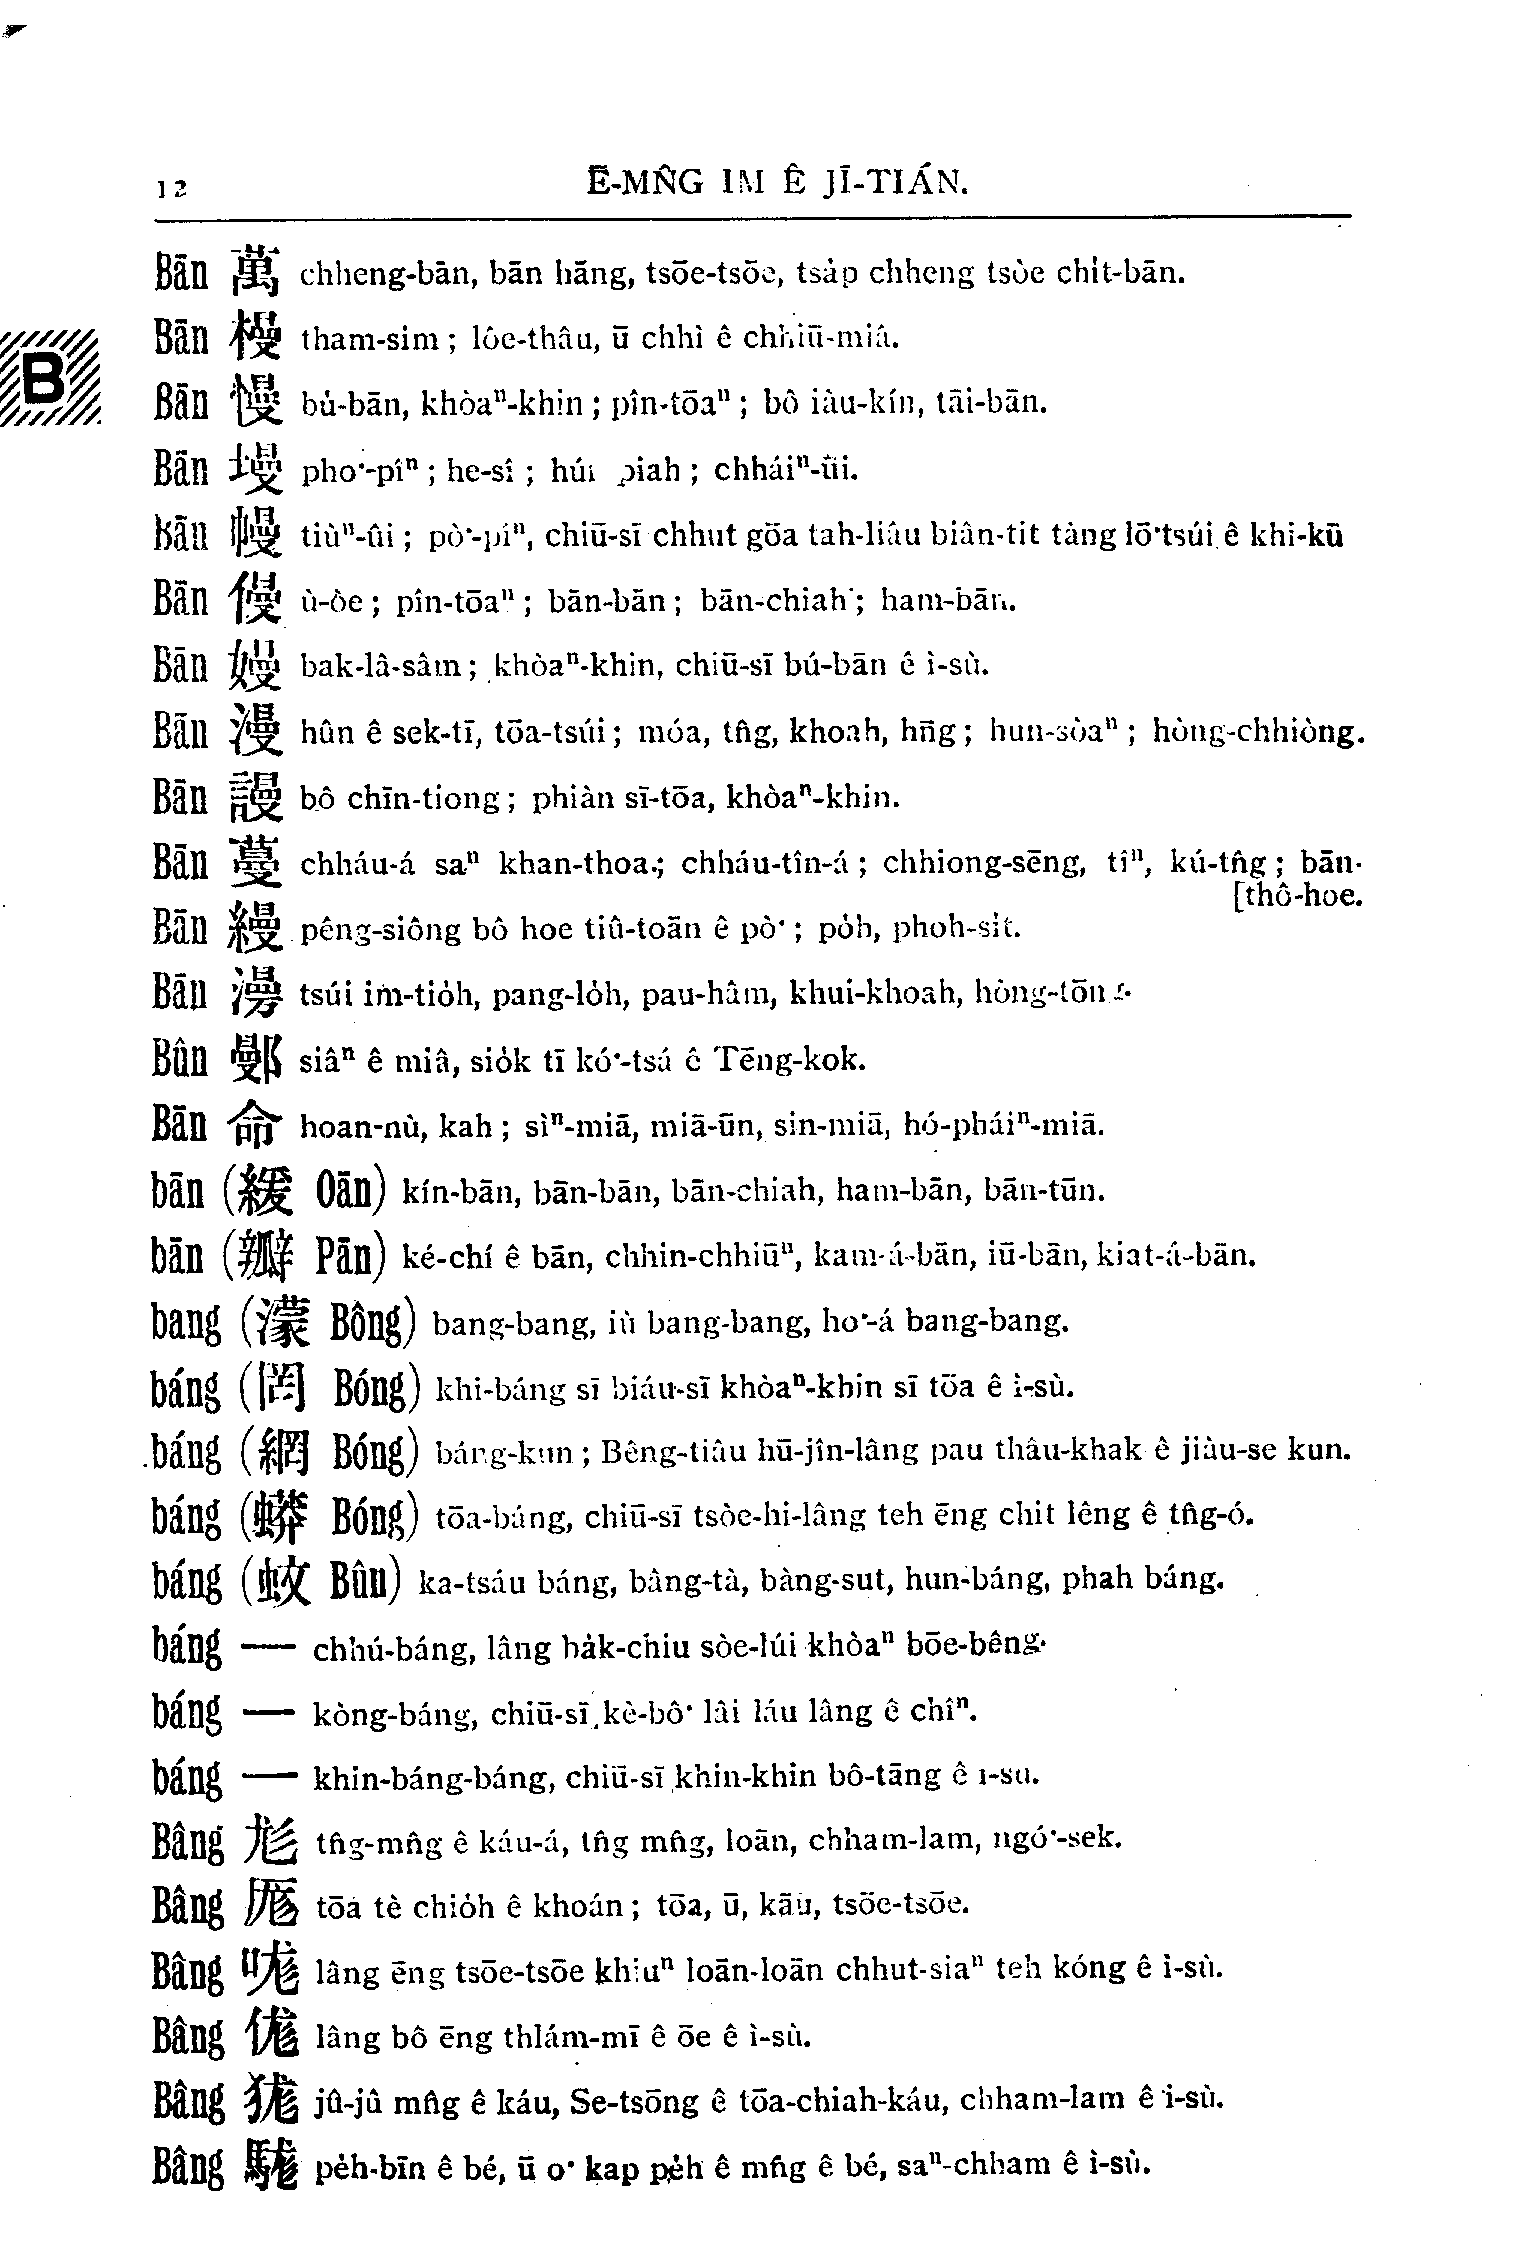 12 Ē-MN̂G IM Ê JĪ-TIÁN.
Bān 萬 chheng-bān, bān hāng, tsōe-tsōe, tsa̍p chheng tsòe chi̍t-bān.
B
Bān 槾 tham-sim ; lôe-thâu, ū chhì ê chhiū-miâ.
Bān 慢 bú-bān, khòaⁿ-khin ; pîn-tōaⁿ ; bô iàu-kín, tāi-bān.
Bān 墁 pho͘-pîⁿ ; he-sî ; húi piah ; chháiⁿ-ûi.
Bān 幔 tiùⁿ-ûi ; pò͘-pîⁿ, chiū-sī chhut gōa tah-liâu biân-tit tàng lō͘tsúi ê khi-kū
Bān 僈 ù-òe ; pîn-tōaⁿ ; bān-bān ; bān-chiah ; ham-bān.
Bān 嫚 bak-lâ-sâm ; khòaⁿ-khin, chiū-sī bú-bān ê ì-sù.
Bān 漫 hûn ê sek-tī, tōa-tsúi ; móa, tn̂g, khoah, hn̄g ; hun-sòaⁿ ; hòng-chhiòng.
Bān 謾 bô chīn-tiong ; phiàn sī-tōa, khòaⁿ-khin.
Bān 蔓 chháu-á saⁿ khan-thoa ; chháu-tîn-á ; chhiong-sēng, tîⁿ, kú-tn̂g ; bān-
[thô-hoe.
Bān 縵 pêng-siông bô hoe tiû-toān ê pò͘ ; po̍h, phoh-si̍t.
Bān 澷 tsúi im-tio̍h, pang-lo̍h, pau-hâm, khui-khoah, hòng-tōng.
Bûn 鄤 siâⁿ ê miâ, sio̍k tī kó͘-tsá ê Tēng-kok.
Bān 命 hoan-nù, kah ; sìⁿ-miā, miā-ūn, sin-miā, hó-pháiⁿ-miā.
bān (緩 Oān) kín-bān, bān-bān, bān-chiah, ham-bān, bān-tūn.
bān (瓣 Pān) ké-chí ê bān, chhin-chhiūⁿ, kam-á-bān, iū-bān, kiat-á-bān.
bang (濛 Bông) bang-bang, iù bang-bang, ho͘-á bang-bang.
báng (罔 Bóng) khi-báng sī biáu-sī khòaⁿ-khin sī tōa ê ì-sù.
báng (網 Bóng) báng-kun ; Bêng-tiâu hū-jîn-lâng pau thâu-khak ê jiàu-se kun.
báng (蟒 Bóng) tōa-báng, chiū-sī tsòe-hi-lâng teh ēng chit lêng ê tn̂g-ó.
báng (蚊 Bûn) ka-tsáu báng, bâng-tà, bàng-sut, hun-báng, phah báng.
báng — chhú-báng, lâng ba̍k-chiu sòe-lúi khòaⁿ bōe-bêng.
báng — kòng-báng, chiū-sī kè-bô͘ lâi láu lâng ê chîⁿ.
báng — khin-báng-báng, chiū-sī khin-khin bô-tāng ê ì-sù.
Bâng 尨 tn̂g-mn̂g ê káu-á, tn̂g mn̂g, loān, chham-lam, ngó͘-sek.
Bâng 厖 tōa tè chio̍h ê khoán ; tōa, ū, kāu, tsōe-tsōe.
Bâng 哤 lâng ēng tsōe-tsōe khiuⁿ loān-loān chhut-siaⁿ teh kóng ê ì-sù.
Bâng 㑻 lâng bô ēng thlám-mī ê ōe ê ì-sù.
Bâng 狵 jû-jû mn̂g ê káu, Se-tsōng ê tōa-chiah-káu, chham-lam ê ì-sù.
Bâng 駹 pe̍h-bīn ê bé, ū o͘ kap pe̍h ê mn̂g ê bé, saⁿ-chham ê ì-sù.